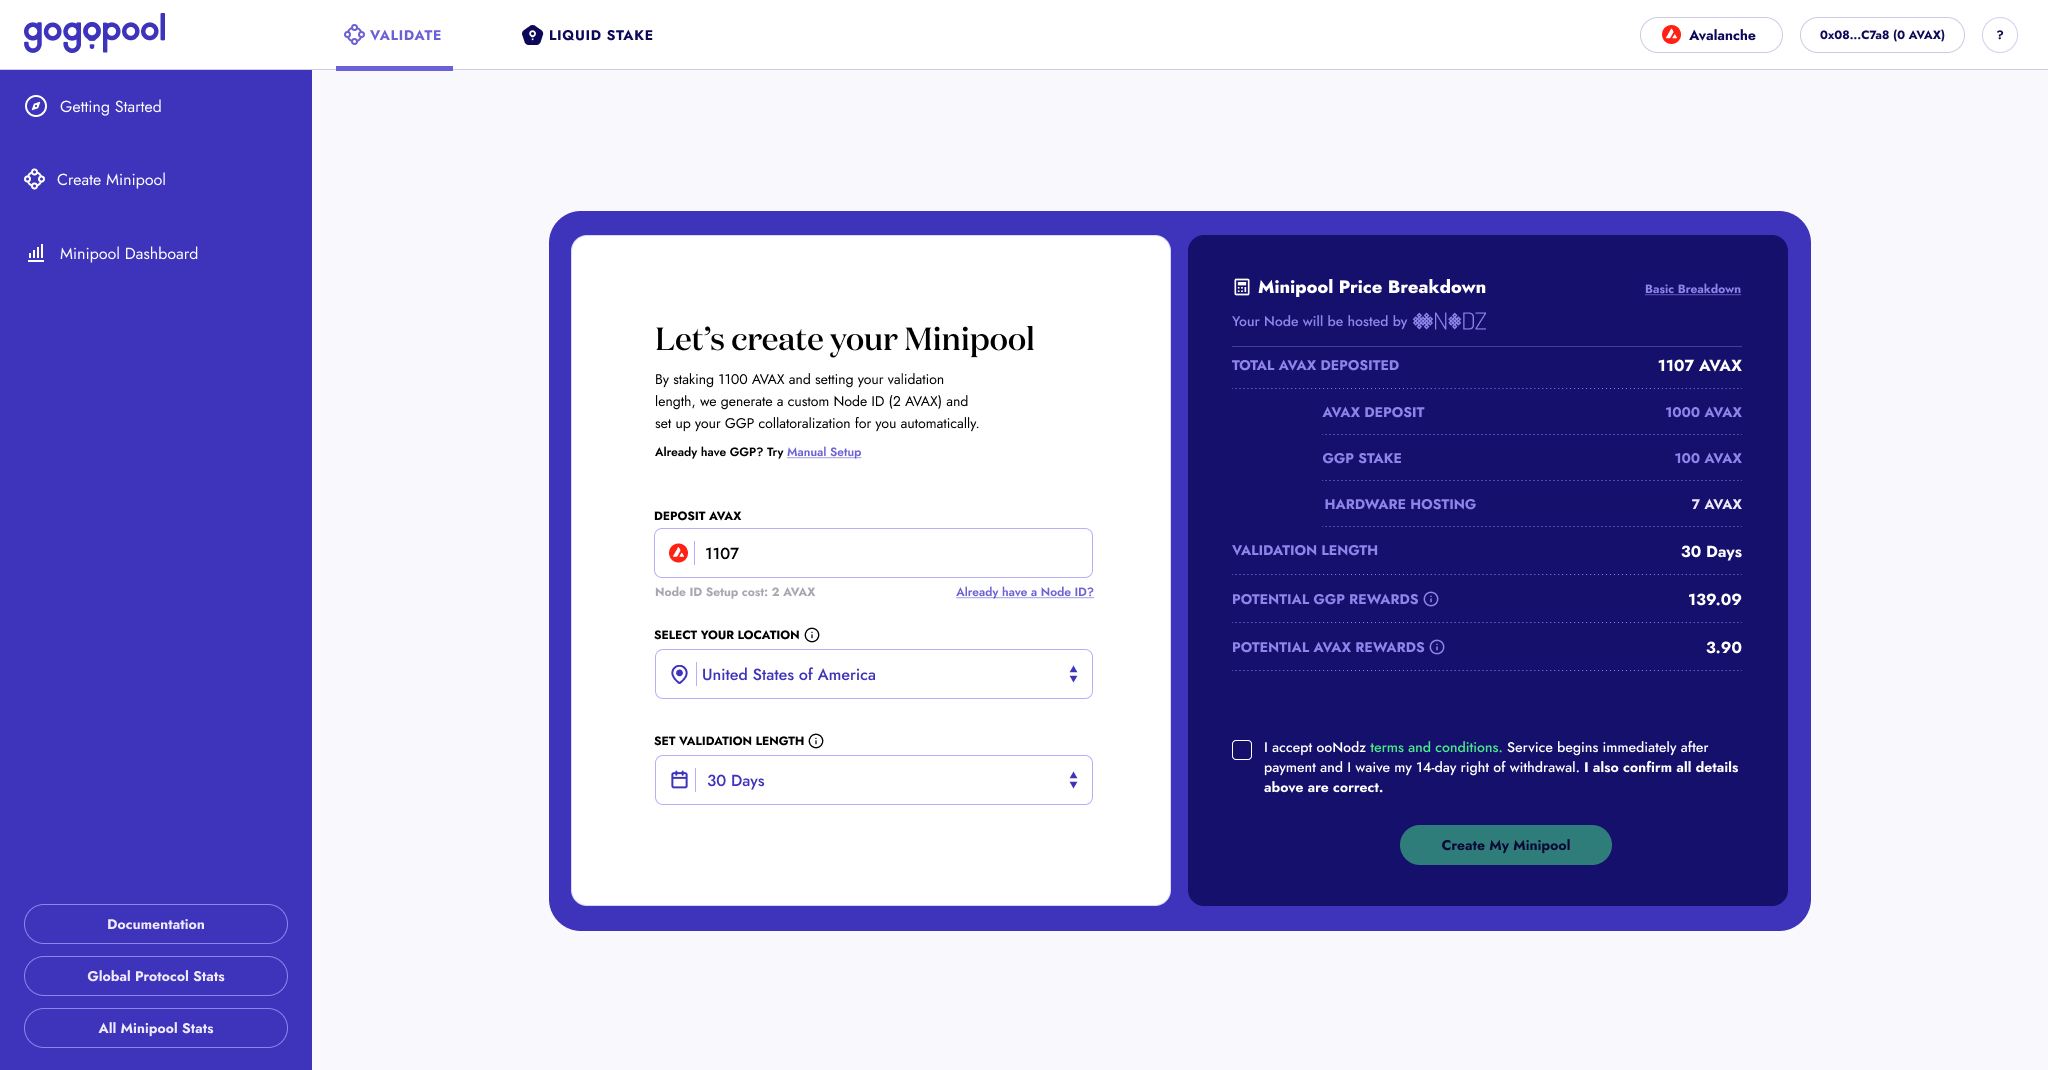 gogopool
VALIDATE
LIQUID STAKE
Avalanche
0x08...C7a8 (0 AVAX)
?
Getting Started
Create Minipool
Minipool Dashboard
Documentation
Global Protocol Stats
All Minipool Stats
Let's create your Minipool
By staking 1100 AVAX and setting your validation
length, we generate a custom Node ID (2 AVAX) and
set up your GGP collatoralization for you automatically.
Already have GGP? Try Manual Setup
DEPOSIT AVAX
1107
Node ID Setup cost: 2 AVAX
Already have a Node ID?
SELECT YOUR LOCATION
United States of America
SET VALIDATION LENGTH
30 Days
Minipool Price Breakdown
Basic Breakdown
Your Node will be hosted by ooNODZ
TOTAL AVAX DEPOSITED 1107 AVAX
AVAX DEPOSIT 1000 AVAX
GGP STAKE 100 AVAX
HARDWARE HOSTING 7 AVAX
VALIDATION LENGTH 30 Days
POTENTIAL GGP REWARDS 139.09
POTENTIAL AVAX REWARDS 3.90
I accept ooNodz terms and conditions. Service begins immediately after
payment and I waive my 14-day right of withdrawal. I also confirm all details
above are correct.
Create My Minipool